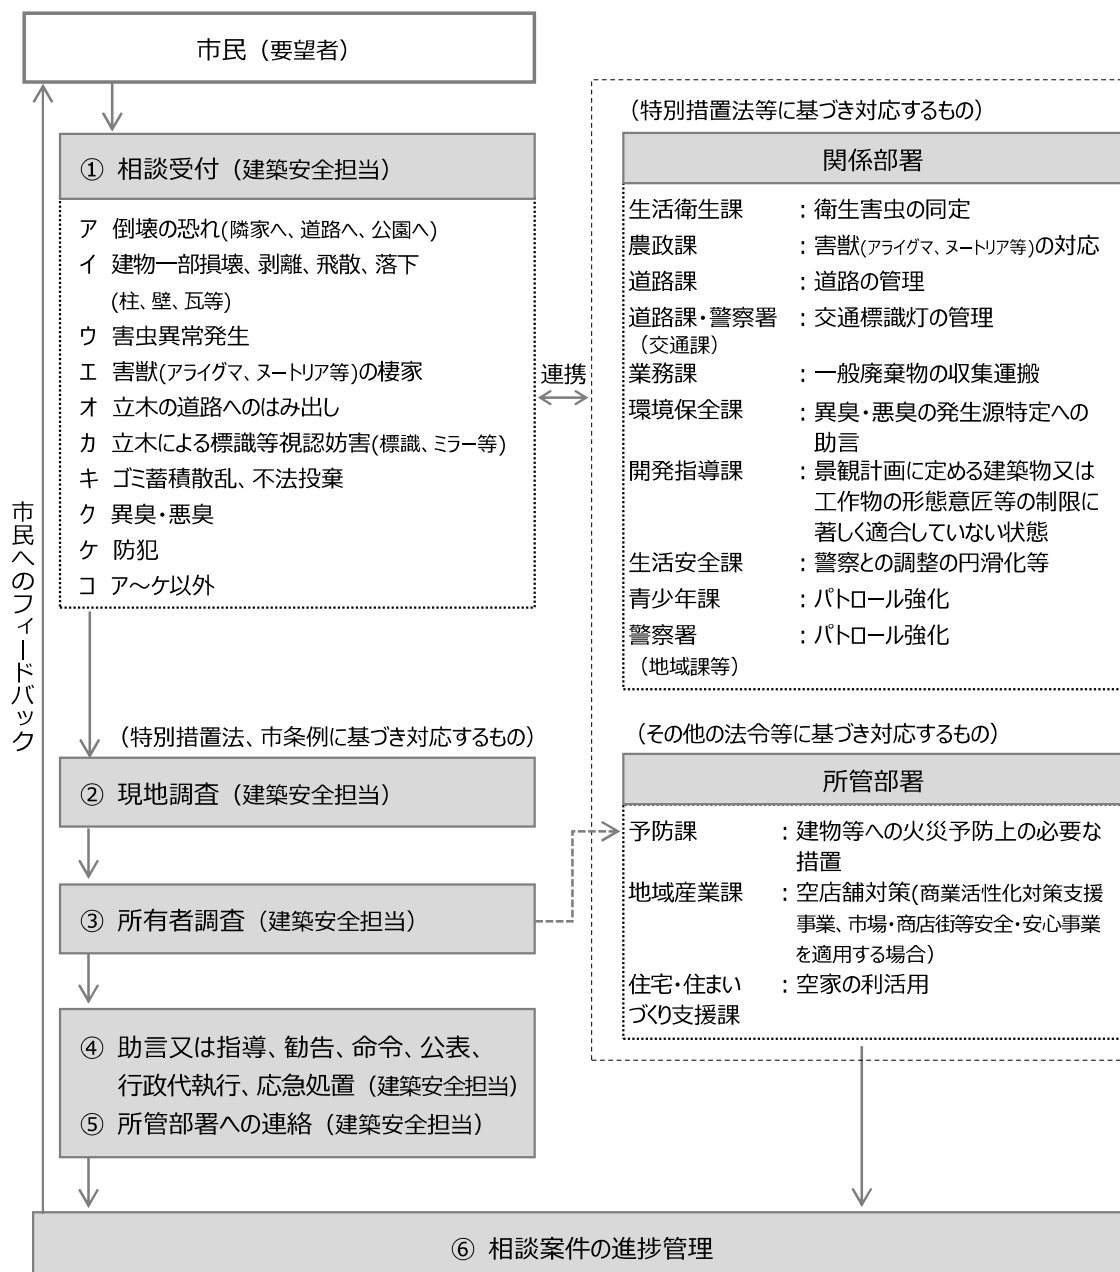 市民（要望者）
① 相談受付（建築安全担当）
ア 倒壊の恐れ(隣家へ、道路へ、公園へ)
イ 建物一部損壊、剥離、飛散、落下
(柱、壁、瓦等)
ウ 害虫異常発生
エ 害獣(アライグマ、ヌートリア等)の棲家
オ 立木の道路へのはみ出し
カ 立木による標識等視認妨害(標識、ミラー等)
キ ゴミ蓄積散乱、不法投棄
ク 異臭・悪臭
ケ 防犯
コ ア～ケ以外
市民へのフィードバック
連携
（特別措置法、市条例に基づき対応するもの）
② 現地調査（建築安全担当）
③ 所有者調査（建築安全担当）
④ 助言又は指導、勧告、命令、公表、
行政代執行、応急処置（建築安全担当）
⑤ 所管部署への連絡（建築安全担当）
（特別措置法等に基づき対応するもの）
関係部署
生活衛生課 ：衛生害虫の同定
農政課 ：害獣(アライグマ、ヌートリア等)の対応
道路課 ：道路の管理
道路課・警察署 ：交通標識灯の管理
（交通課）
業務課 ：一般廃棄物の収集運搬
環境保全課 ：異臭・悪臭の発生源特定への
助言
開発指導課 ：景観計画に定める建築物又は
工作物の形態意匠等の制限に
著しく適合していない状態
生活安全課 ：警察との調整の円滑化等
青少年課 ：パトロール強化
警察署 ：パトロール強化
（地域課等）
（その他の法令等に基づき対応するもの）
所管部署
予防課 ：建物等への火災予防上の必要な
措置
地域産業課 ：空店舗対策(商業活性化対策支援
事業、市場・商店街等安全・安心事業
を適用する場合）
住宅・住まい ：空家の利活用
づくり支援課
⑥ 相談案件の進捗管理